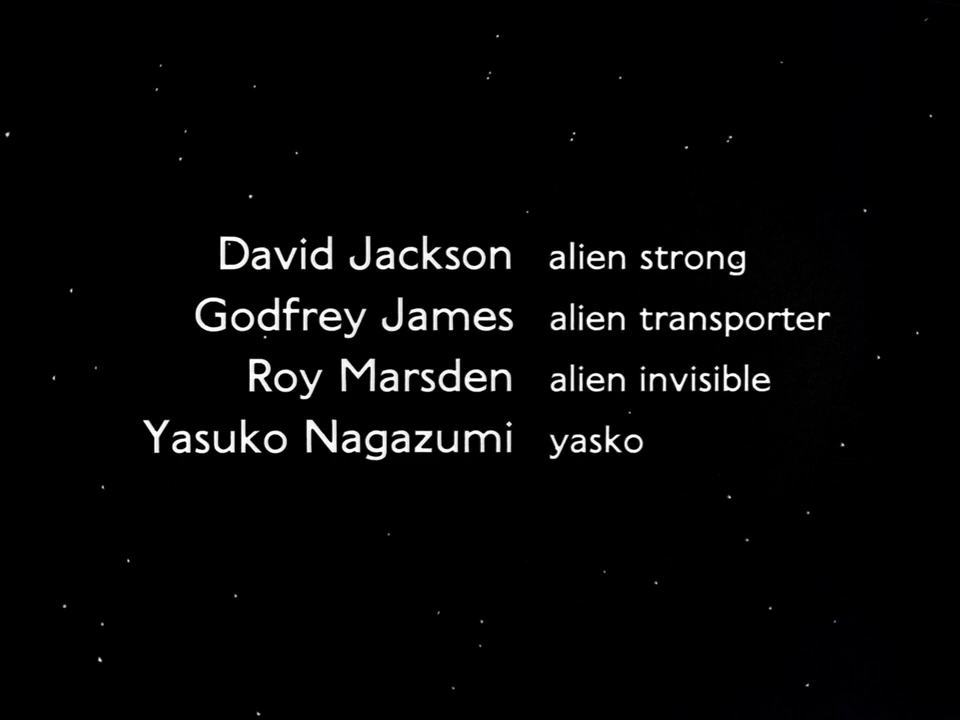 David Jackson alien strong
Godfrey James alien transporter
Roy Marsden alien invisible
Yasuko Nagazumi yasko